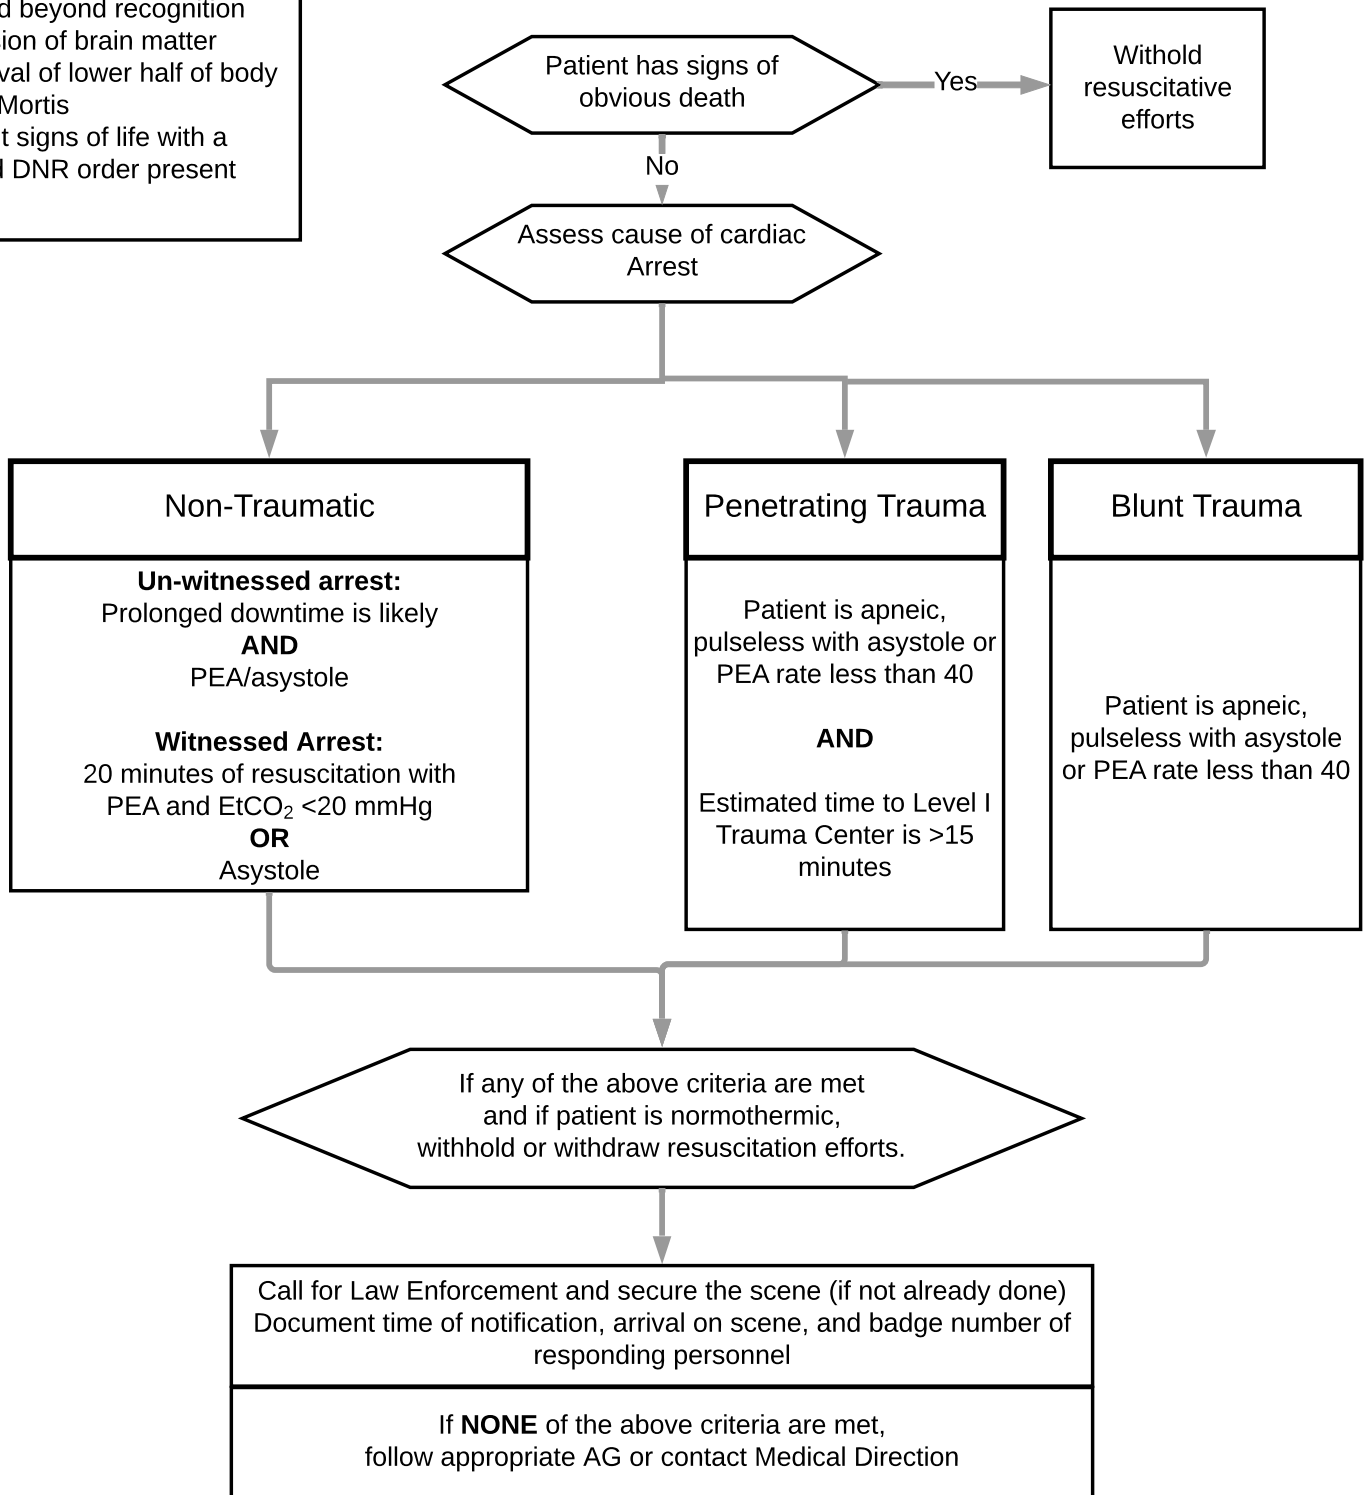 beyond recognition
of brain matter
of lower half of body
Mortis
signs of life with a
DNR order present
Patient has signs of
obvious death
Yes
Withold
resuscitative
efforts
No
Assess cause of cardiac
Arrest
Non-Traumatic
Un-witnessed arrest:
Prolonged downtime is likely
AND
PEA/asystole
Witnessed Arrest:
20 minutes of resuscitation with
PEA and EtCO₂ <20 mmHg
OR
Asystole
Penetrating Trauma
Patient is apneic,
pulseless with asystole or
PEA rate less than 40
AND
Estimated time to Level I
Trauma Center is >15
minutes
Blunt Trauma
Patient is apneic,
pulseless with asystole
or PEA rate less than 40
If any of the above criteria are met
and if patient is normothermic,
withhold or withdraw resuscitation efforts.
Call for Law Enforcement and secure the scene (if not already done)
Document time of notification, arrival on scene, and badge number of
responding personnel
If NONE of the above criteria are met,
follow appropriate AG or contact Medical Direction